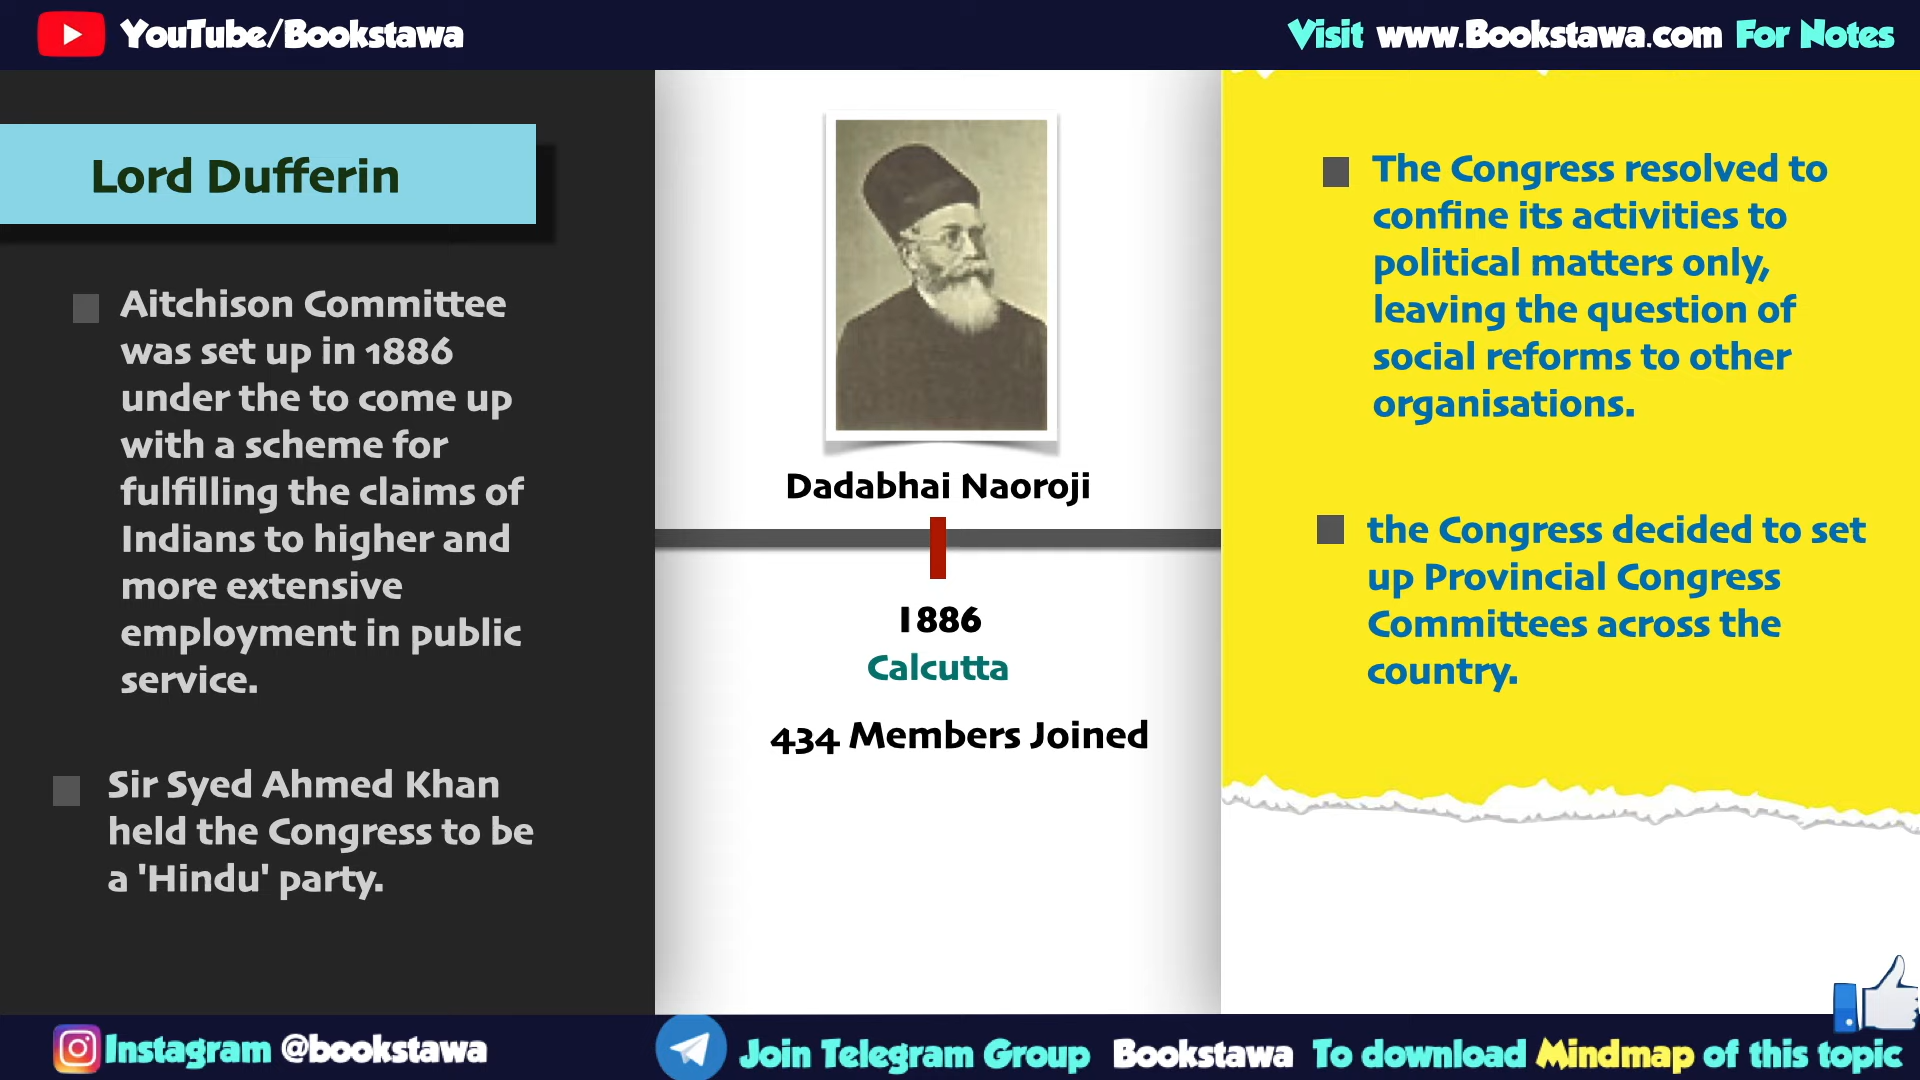 YouTube/Bookstawa
Visit www.Bookstawa.com For Notes
Lord Dufferin
Aitchison Committee
was set up in 1886
under the to come up
with a scheme for
fulfilling the claims of
Indians to higher and
more extensive
employment in public
service.
Sir Syed Ahmed Khan
held the Congress to be
a 'Hindu' party.
Dadabhai Naoroji
1886
Calcutta
434 Members Joined
The Congress resolved to
confine its activities to
political matters only,
leaving the question of
social reforms to other
organisations.
the Congress decided to set
up Provincial Congress
Committees across the
country.
Instagram @bookstawa
Join Telegram Group Bookstawa To download Mindmap of this topic